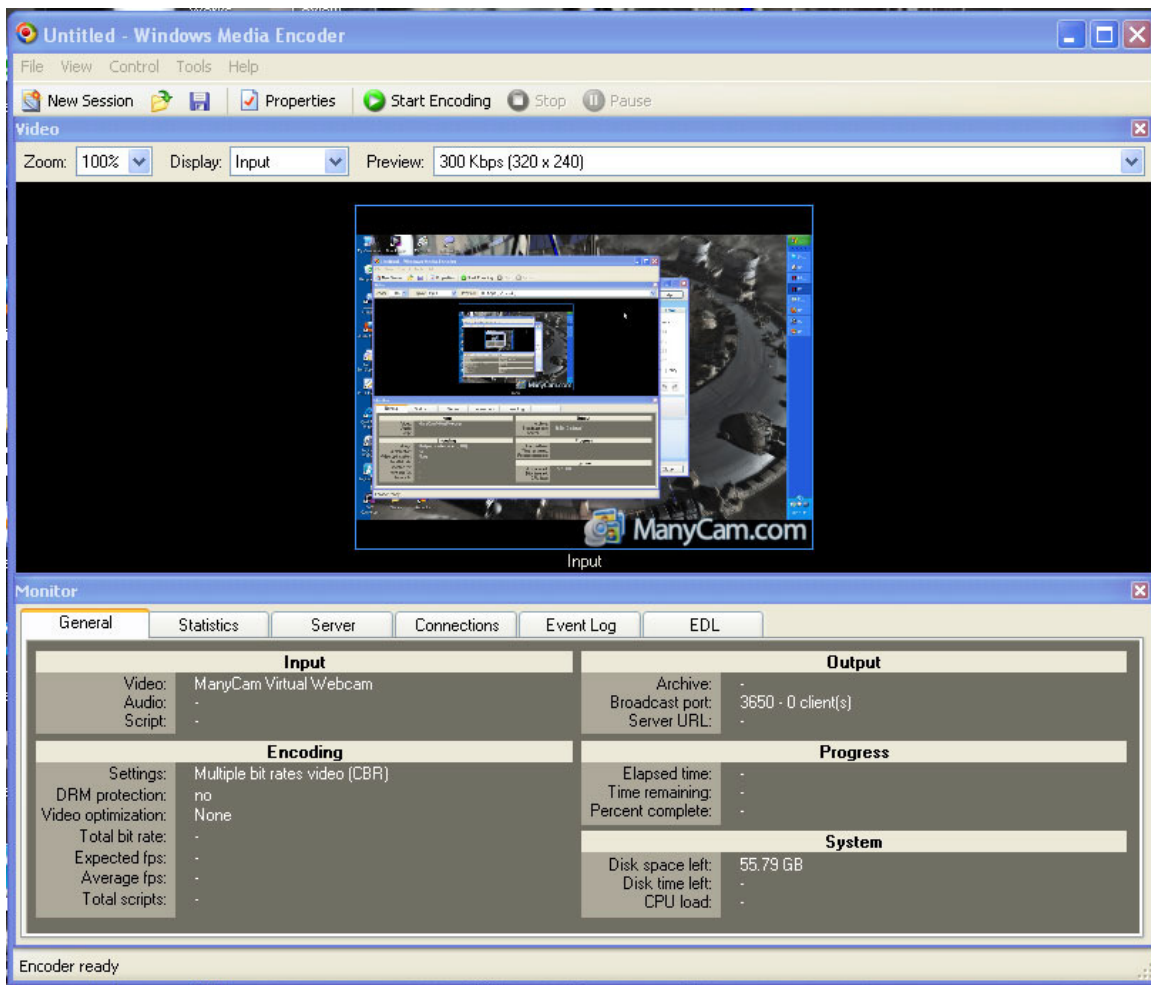 Untitled - Windows Media Encoder
File View Control Tools Help
New Session Properties Start Encoding Stop Pause
Video
Zoom: 100% Display: Input Preview: 300 Kbps (320 x 240)
ManyCam.com
Input
Monitor
General Statistics Server Connections Event Log EDL
Input
Video: ManyCam Virtual Webcam
Audio: -
Script: -
Encoding
Settings: Multiple bit rates video (CBR)
DRM protection: no
Video optimization: None
Total bit rate: -
Expected fps: -
Average fps: -
Total scripts: -
Output
Archive: -
Broadcast port: 3650 - 0 client(s)
Server URL: -
Progress
Elapsed time: -
Time remaining: -
Percent complete: -
System
Disk space left: 55.79 GB
Disk time left: -
CPU load: -
Encoder ready